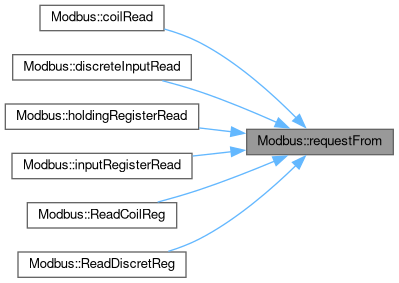 Modbus::coilRead
Modbus::discreteInputRead
Modbus::holdingRegisterRead
Modbus::requestFrom
Modbus::inputRegisterRead
Modbus::ReadCoilReg
Modbus::ReadDiscretReg